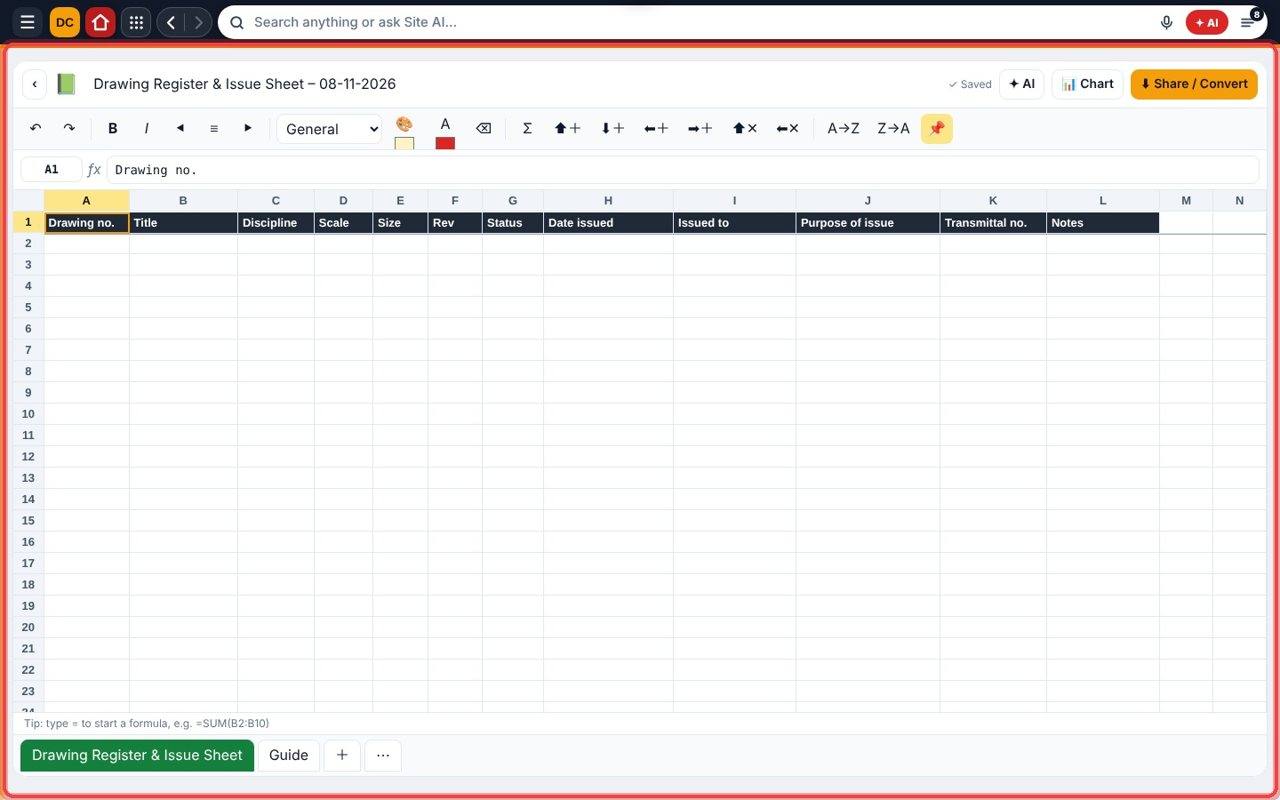 DC
Search anything or ask Site AI...
AI
8
Drawing Register & Issue Sheet – 08-11-2026
✓ Saved
AI
Chart
Share / Convert
B
I
General
A
Σ
A→Z
Z→A
A1
fx
Drawing no.
A B C D E F G H I J K L M N
1 Drawing no. Title Discipline Scale Size Rev Status Date issued Issued to Purpose of issue Transmittal no. Notes
2
3
4
5
6
7
8
9
10
11
12
13
14
15
16
17
18
19
20
21
22
23
24
Tip: type = to start a formula, e.g. =SUM(B2:B10)
Drawing Register & Issue Sheet
Guide
+
...